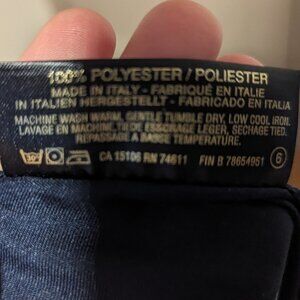 100% POLYESTER / POLIESTER
MADE IN ITALY - FABRIQUÉ EN ITALIE
IN ITALIEN HERGESTELLT - FABRICADO EN ITALIA
MACHINE WASH WARM, GENTLE TUMBLE DRY, LOW COOL IRON.
LAVAGE EN MACHINE, TIÈDE ESSORAGE LEGER, SECHAGE TIED.
REPASSAGE A BASSE TEMPERATURE.
30° CA 15106 RN 74611 FIN B 78654951 6